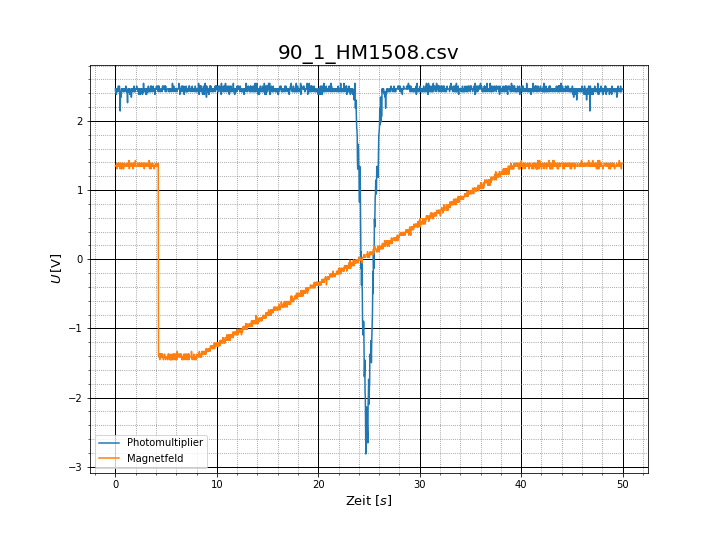 90_1_HM1508.csv
U [V]
2
1
0
−1
−2
−3
Photomultiplier
Magnetfeld
0 10 20 30 40 50
Zeit [s]